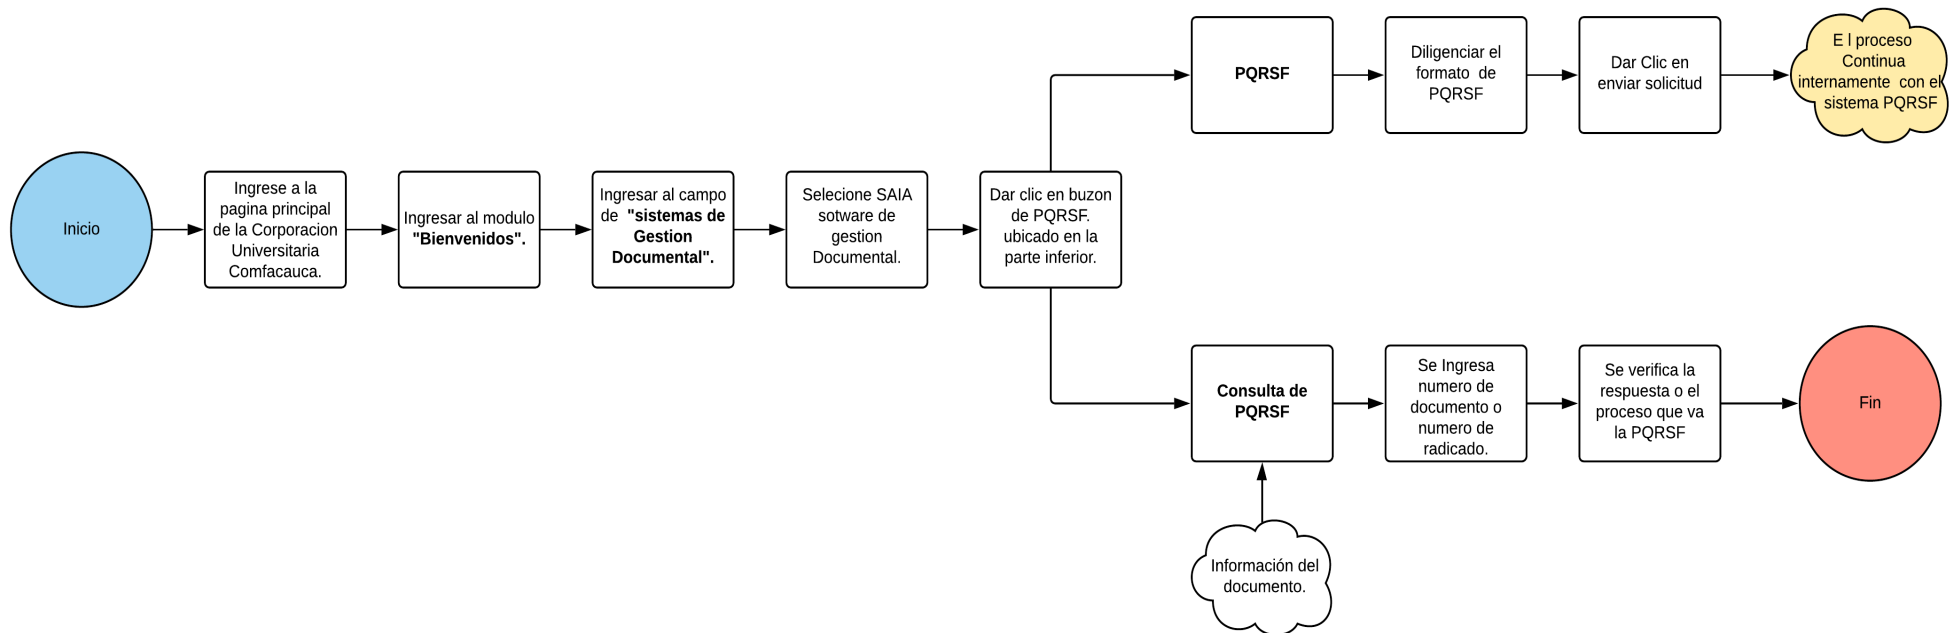 Inicio
Ingrese a la
pagina principal
de la Corporacion
Universitaria
Comfacauca.
Ingresar al modulo
"Bienvenidos".
Ingresar al campo
de "sistemas de
Gestion
Documental".
Selecione SAIA
sotware de
gestion
Documental.
Dar clic en buzon
de PQRSF.
ubicado en la
parte inferior.
PQRSF
Diligenciar el
formato de
PQRSF
Dar Clic en
enviar solicitud
E l proceso
Continua
internamente con el
sistema PQRSF
Consulta de
PQRSF
Se Ingresa
numero de
documento o
numero de
radicado.
Se verifica la
respuesta o el
proceso que va
la PQRSF
Fin
Información del
documento.